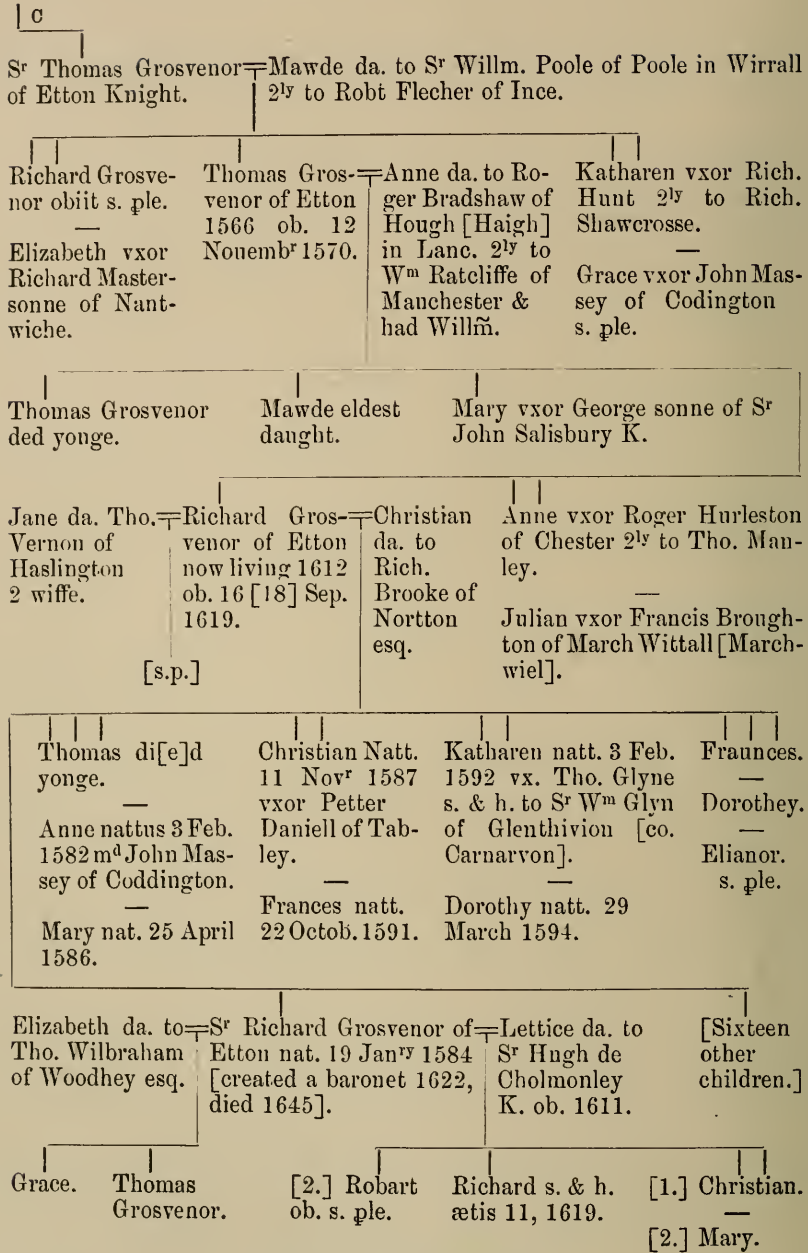 C
Sʳ Thomas Grosvenor
of Etton Knight.
Mawde da. to Sʳ Willm. Poole of Poole in Wirrall
2ˡʸ to Robt Flecher of Ince.
Richard Grosve-
nor obiit s. ꝑle.
—
Elizabeth vxor
Richard Master-
sonne of Nant-
wiche.
Thomas Gros-
venor of Etton
1566 ob. 12
Nouembʳ 1570.
Anne da. to Ro-
ger Bradshaw of
Hough [Haigh]
in Lanc. 2ˡʸ to
Wᵐ Ratcliffe of
Manchester &
had Willm̃.
Katharen vxor Rich.
Hunt 2ˡʸ to Rich.
Shawcrosse.
—
Grace vxor John Mas-
sey of Codington
s. ꝑle.
Thomas Grosvenor
ded yonge.
Mawde eldest
daught.
Mary vxor George sonne of Sʳ
John Salisbury K.
Jane da. Tho.
Vernon of
Haslington
2 wiffe.
Richard Gros-
venor of Etton
now living 1612
ob. 16 [18] Sep.
1619.
[s.p.]
Christian
da. to
Rich.
Brooke of
Nortton
esq.
Anne vxor Roger Hurleston
of Chester 2ˡʸ to Tho. Man-
ley.
—
Julian vxor Francis Brough-
ton of March Wittall [March-
wiel].
Thomas di[e]d
yonge.
—
Anne nattus 3 Feb.
1582 mᵈ John Mas-
sey of Coddington.
—
Mary nat. 25 April
1586.
Christian Natt.
11 Novʳ 1587
vxor Petter
Daniell of Tab-
ley.
—
Frances natt.
22 Octob. 1591.
Katharen natt. 3 Feb.
1592 vx. Tho. Glyne
s. & h. to Sʳ Wᵐ Glyn
of Glenthivion [co.
Carnarvon].
—
Dorothy natt. 29
March 1594.
Fraunces.
—
Dorothey.
—
Elianor.
s. ꝑle.
Elizabeth da. to
Tho. Wilbraham
of Woodhey esq.
Sʳ Richard Grosvenor of
Etton nat. 19 Janʳʸ 1584
[created a baronet 1622,
died 1645].
Lettice da. to
Sʳ Hugh de
Cholmonley
K. ob. 1611.
[Sixteen
other
children.]
Grace.
Thomas
Grosvenor.
[2.] Robart
ob. s. ꝑle.
Richard s. & h.
ætis 11, 1619.
[1.] Christian.
—
[2.] Mary.